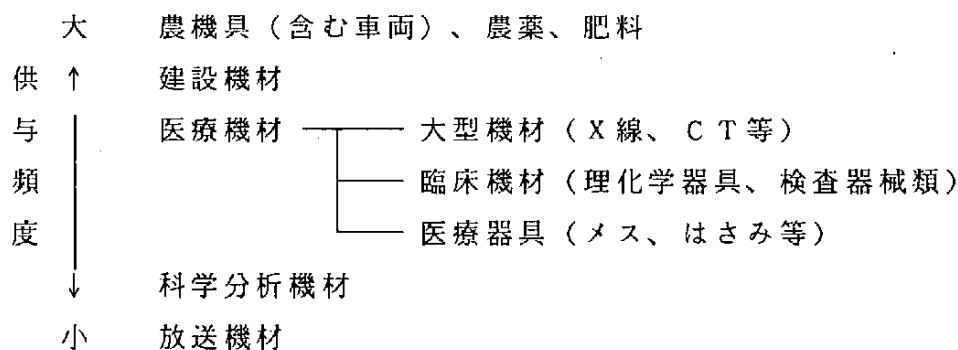 大 農機具（含む車両）、農薬、肥料
供 ↑ 建設機材
与 医療機材 大型機材（X線、CT等）
頻 臨床機材（理化学器具、検査器械類）
度 医療器具（メス、はさみ等）
↓ 科学分析機材
小 放送機材